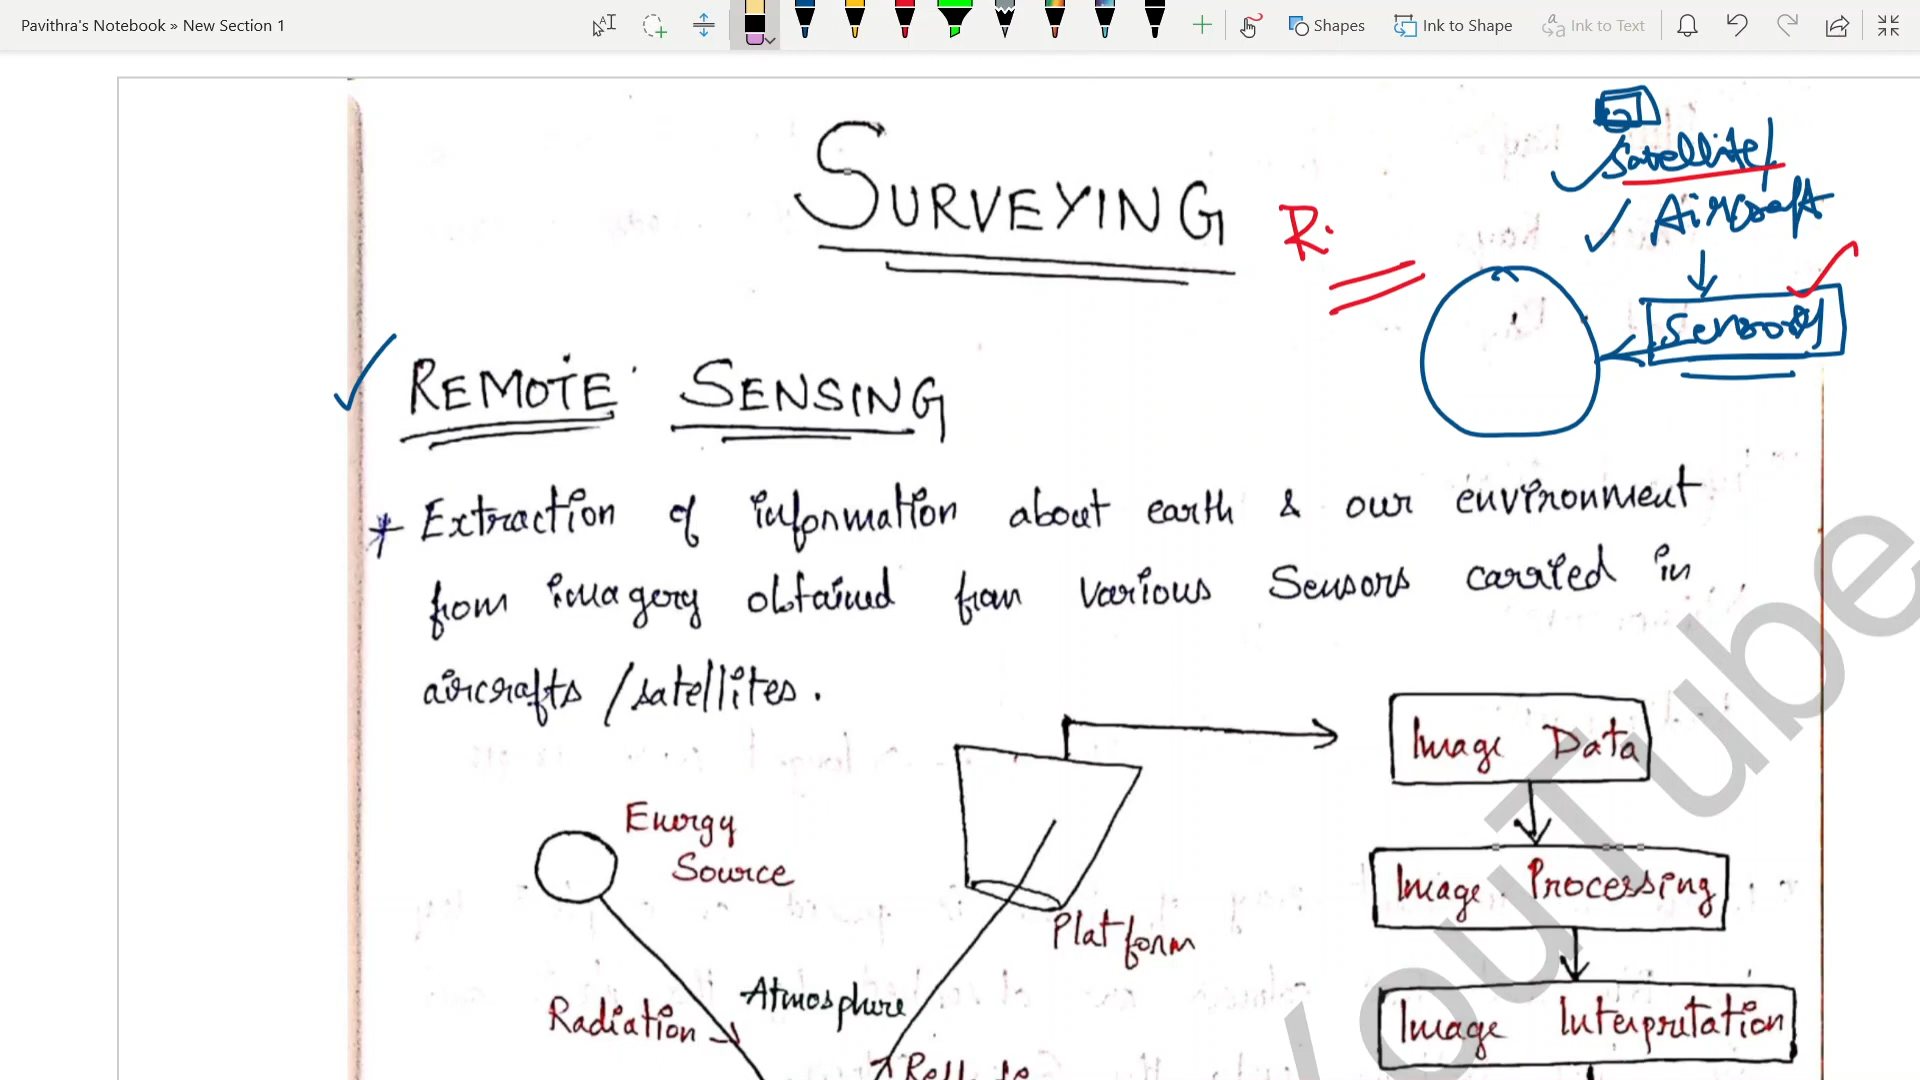 Pavithra's Notebook » New Section 1
Shapes
Ink to Shape
Ink to Text
SURVEYING
R.
Satellite/
Aircraft
Sensors
REMOTE SENSING
* Extraction of information about earth & our environment
from imagery obtained from various Sensors carried in
aircrafts/satellites.
Energy
Source
Platform
Radiation
Atmosphere
Image Data
Image Processing
Image Interpretation
YouTube